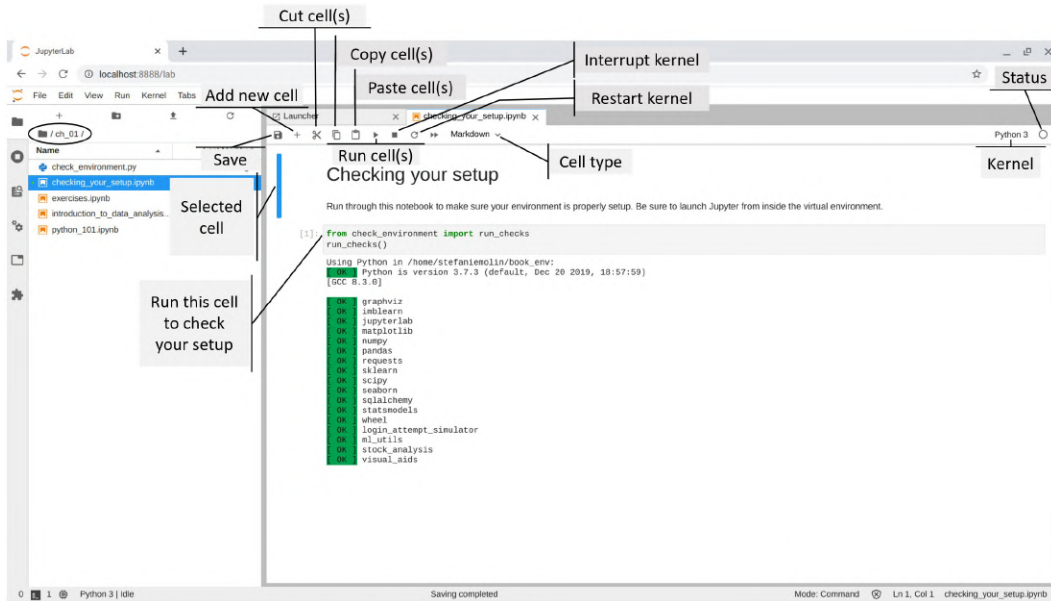 Cut cell(s)
JupyterLab
Copy cell(s)
Interrupt kernel
localhost:8888/lab
Status
File Edit View Run Kernel Tabs
Add new cell
Paste cell(s)
Restart kernel
Launcher
checking_your_setup.ipynb
/ ch_01 /
Markdown
Python 3
Name
Save
Run cell(s)
Cell type
Kernel
check_environment.py
checking_your_setup.ipynb
exercises.ipynb
introduction_to_data_analysis...
python_101.ipynb
Selected
cell
Checking your setup
Run through this notebook to make sure your environment is properly setup. Be sure to launch Jupyter from inside the virtual environment.
[1]: from check_environment import run_checks
run_checks()
Using Python in /home/stefaniemolin/book_env:
[ OK ] Python is version 3.7.3 (default, Dec 20 2019, 18:57:59)
[GCC 8.3.0]
Run this cell
to check
your setup
[ OK ] graphviz
[ OK ] imblearn
[ OK ] jupyterlab
[ OK ] matplotlib
[ OK ] numpy
[ OK ] pandas
[ OK ] requests
[ OK ] sklearn
[ OK ] scipy
[ OK ] seaborn
[ OK ] sqlalchemy
[ OK ] statsmodels
[ OK ] wheel
[ OK ] login_attempt_simulator
[ OK ] ml_utils
[ OK ] stock_analysis
[ OK ] visual_aids
0 1 Python 3 | Idle
Saving completed
Mode: Command Ln 1, Col 1 checking_your_setup.ipynb